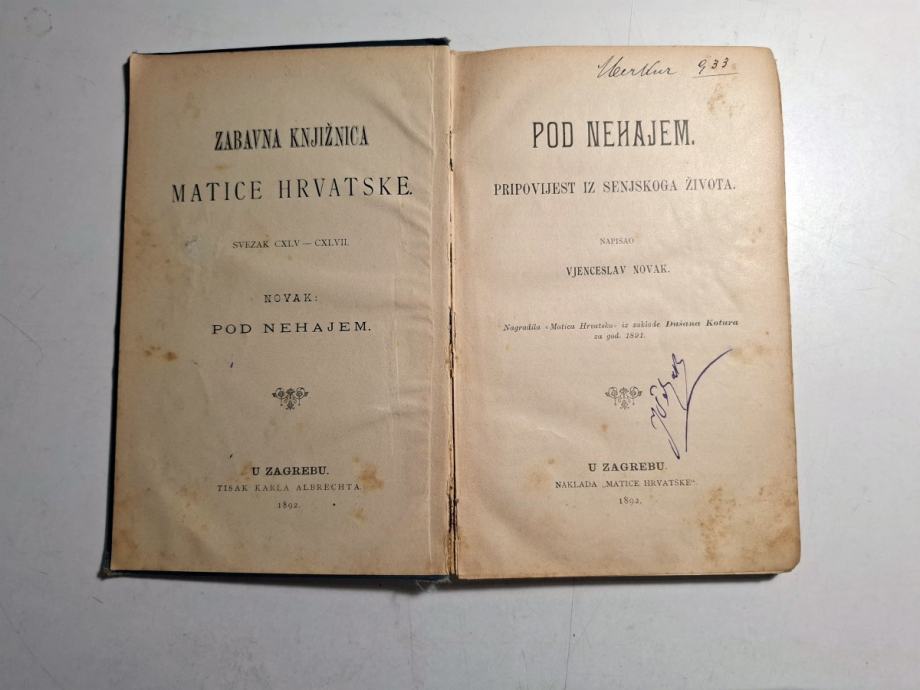 ZABAVNA KNJIŽNICA
MATICE HRVATSKE.
SVEZAK CXLV — CXLVII.
NOVAK:
POD NEHAJEM.
U ZAGREBU.
TISAK KARLA ALBRECHTA.
1892.
Merkur 933
POD NEHAJEM.
PRIPOVIJEST IZ SENJSKOGA ŽIVOTA.
NAPISAO
VJENCESLAV NOVAK.
Nagradila »Matica Hrvatska« iz zaklade Dušana Kotura
za god. 1891.
U ZAGREBU.
NAKLADA „MATICE HRVATSKE“.
1892.